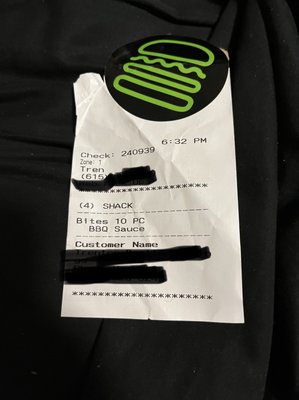 6:32 PM
Check: 240939
Zone: 1
Tren
(615)
*********************
(4) SHACK
Bites 10 PC
BBQ Sauce
Customer Name
*********************